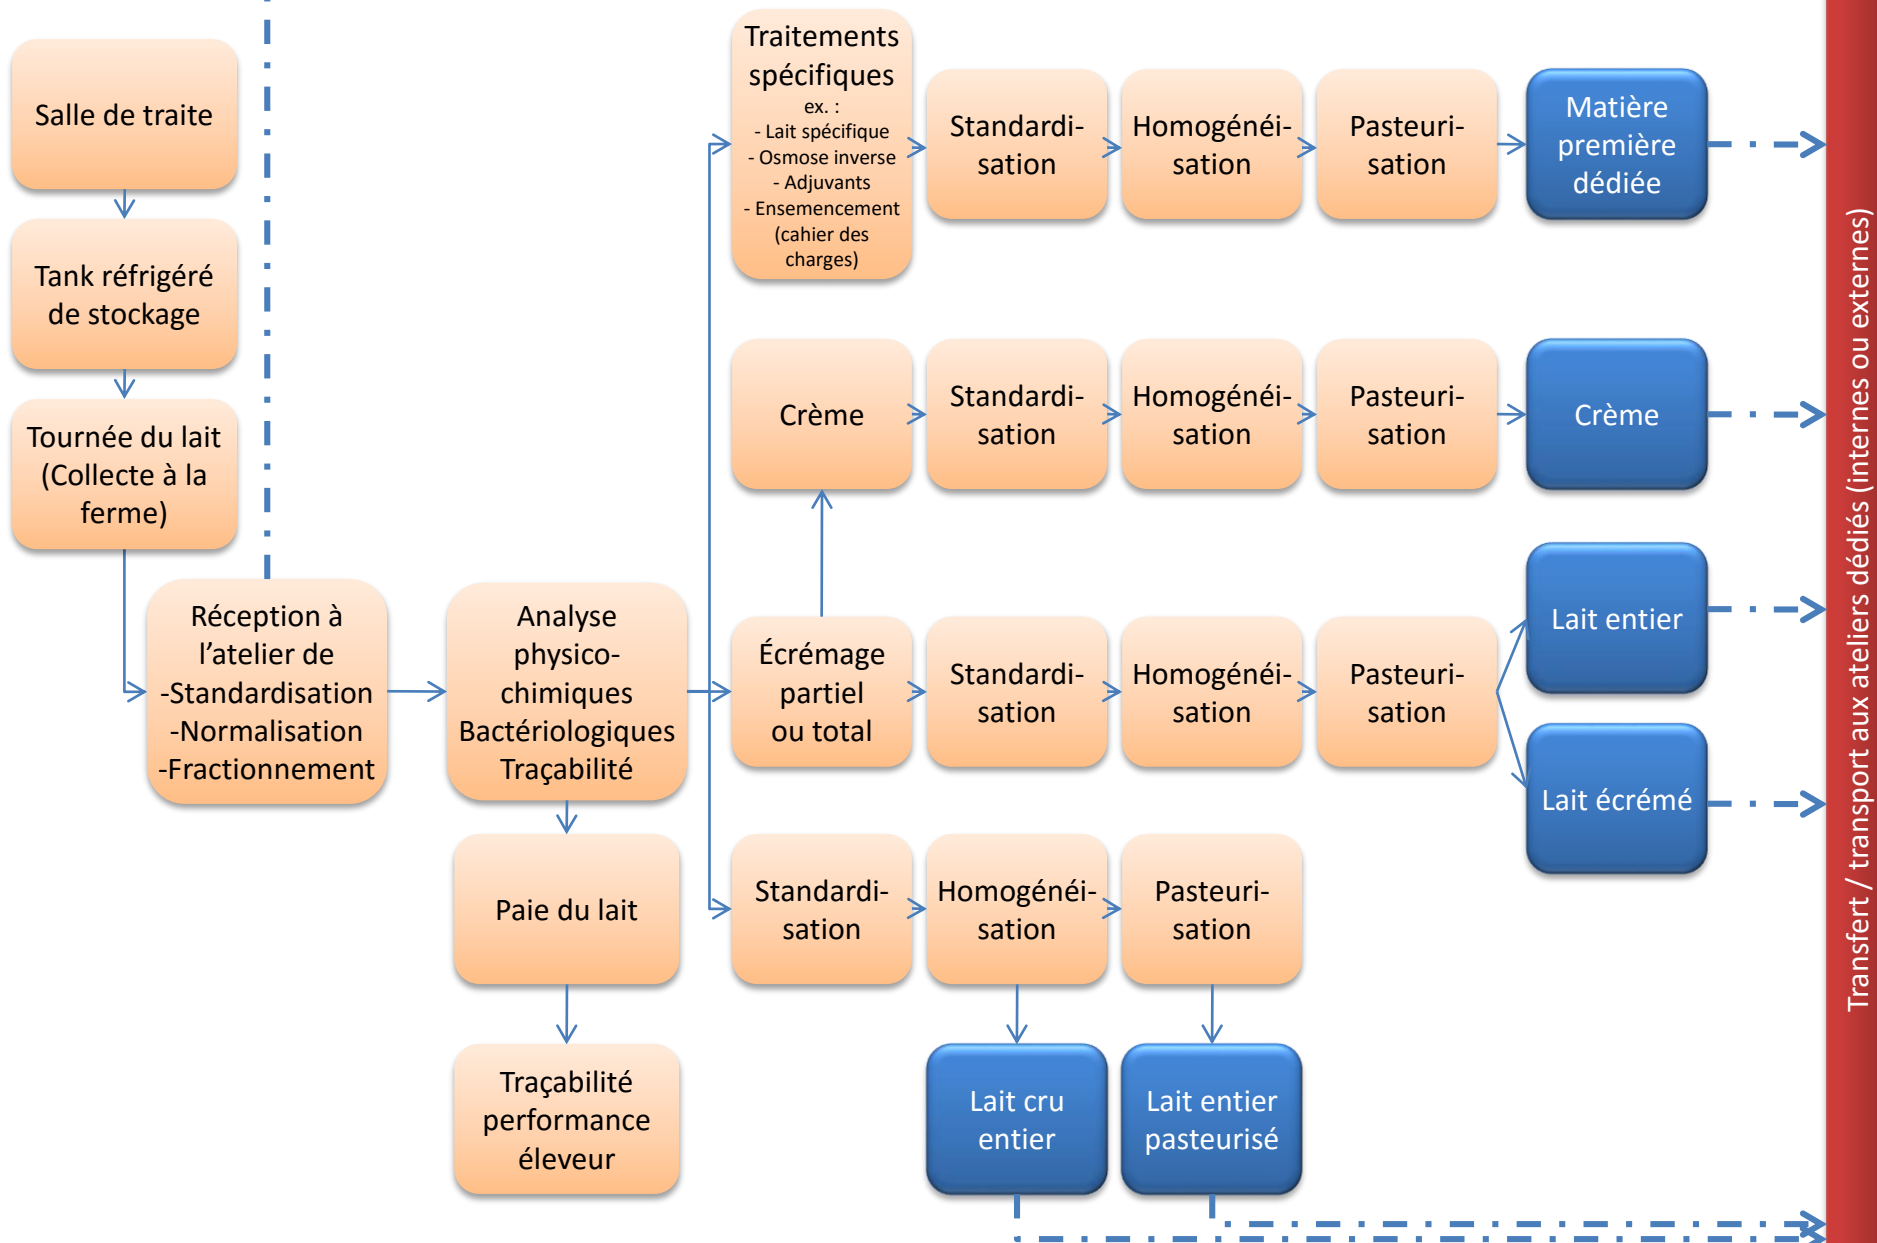 Salle de traite
Tank réfrigéré
de stockage
Tournée du lait
(Collecte à la
ferme)
Réception à
l’atelier de
-Standardisation
-Normalisation
-Fractionnement
Analyse
physico-
chimiques
Bactériologiques
Traçabilité
Paie du lait
Traçabilité
performance
éleveur
Traitements
spécifiques
ex. :
- Lait spécifique
- Osmose inverse
- Adjuvants
- Ensemencement
(cahier des
charges)
Standardi-
sation
Homogénéi-
sation
Pasteuri-
sation
Matière
première
dédiée
Crème
Standardi-
sation
Homogénéi-
sation
Pasteuri-
sation
Crème
Écrémage
partiel
ou total
Standardi-
sation
Homogénéi-
sation
Pasteuri-
sation
Lait entier
Lait écrémé
Standardi-
sation
Homogénéi-
sation
Pasteuri-
sation
Lait cru
entier
Lait entier
pasteurisé
Transfert / transport aux ateliers dédiés (internes ou externes)